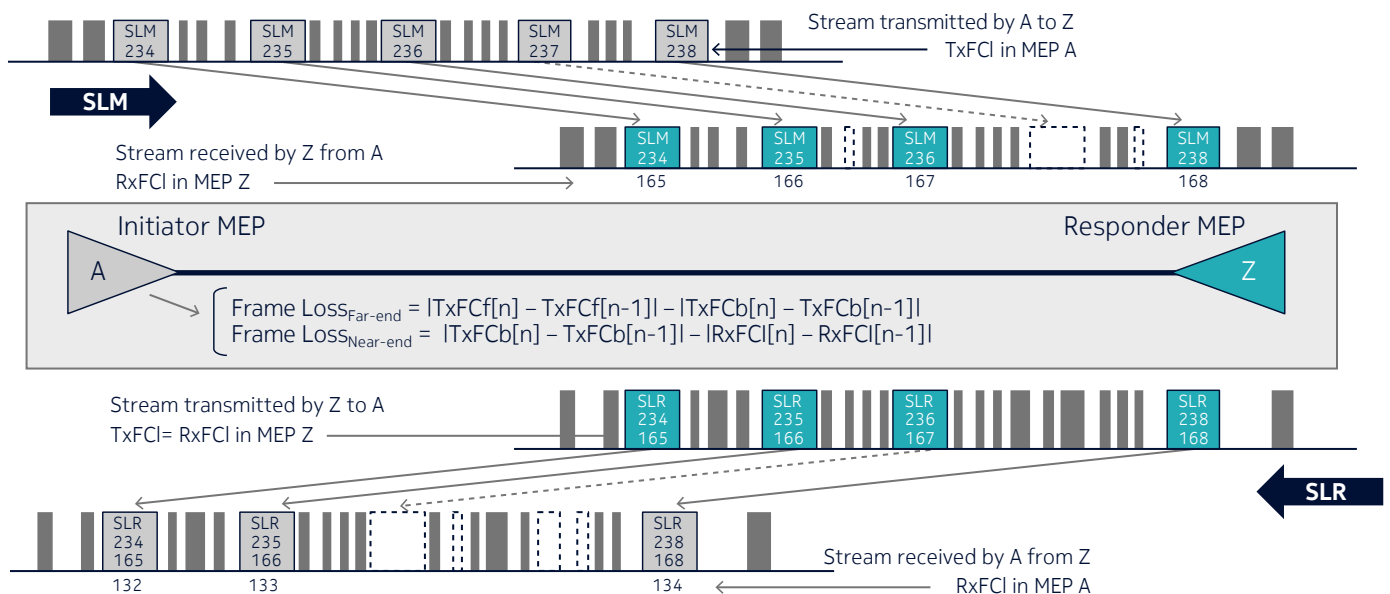 SLM SLM SLM SLM SLM
234 235 236 237 238
Stream transmitted by A to Z
TxFCl in MEP A
SLM
Stream received by Z from A
RxFCl in MEP Z
SLM SLM SLM SLM
234 235 236 238
165 166 167 168
Initiator MEP
Responder MEP
A
Z
Frame LossFar-end = |TxFCf[n] – TxFCf[n-1]| – |TxFCb[n] – TxFCb[n-1]|
Frame LossNear-end = |TxFCb[n] – TxFCb[n-1]| – |RxFCl[n] – RxFCl[n-1]|
Stream transmitted by Z to A
TxFCl= RxFCl in MEP Z
SLR SLR SLR SLR
234 235 236 238
165 166 167 168
SLR
SLR SLR SLR
234 235 238
165 166 168
132 133 134
Stream received by A from Z
RxFCl in MEP A